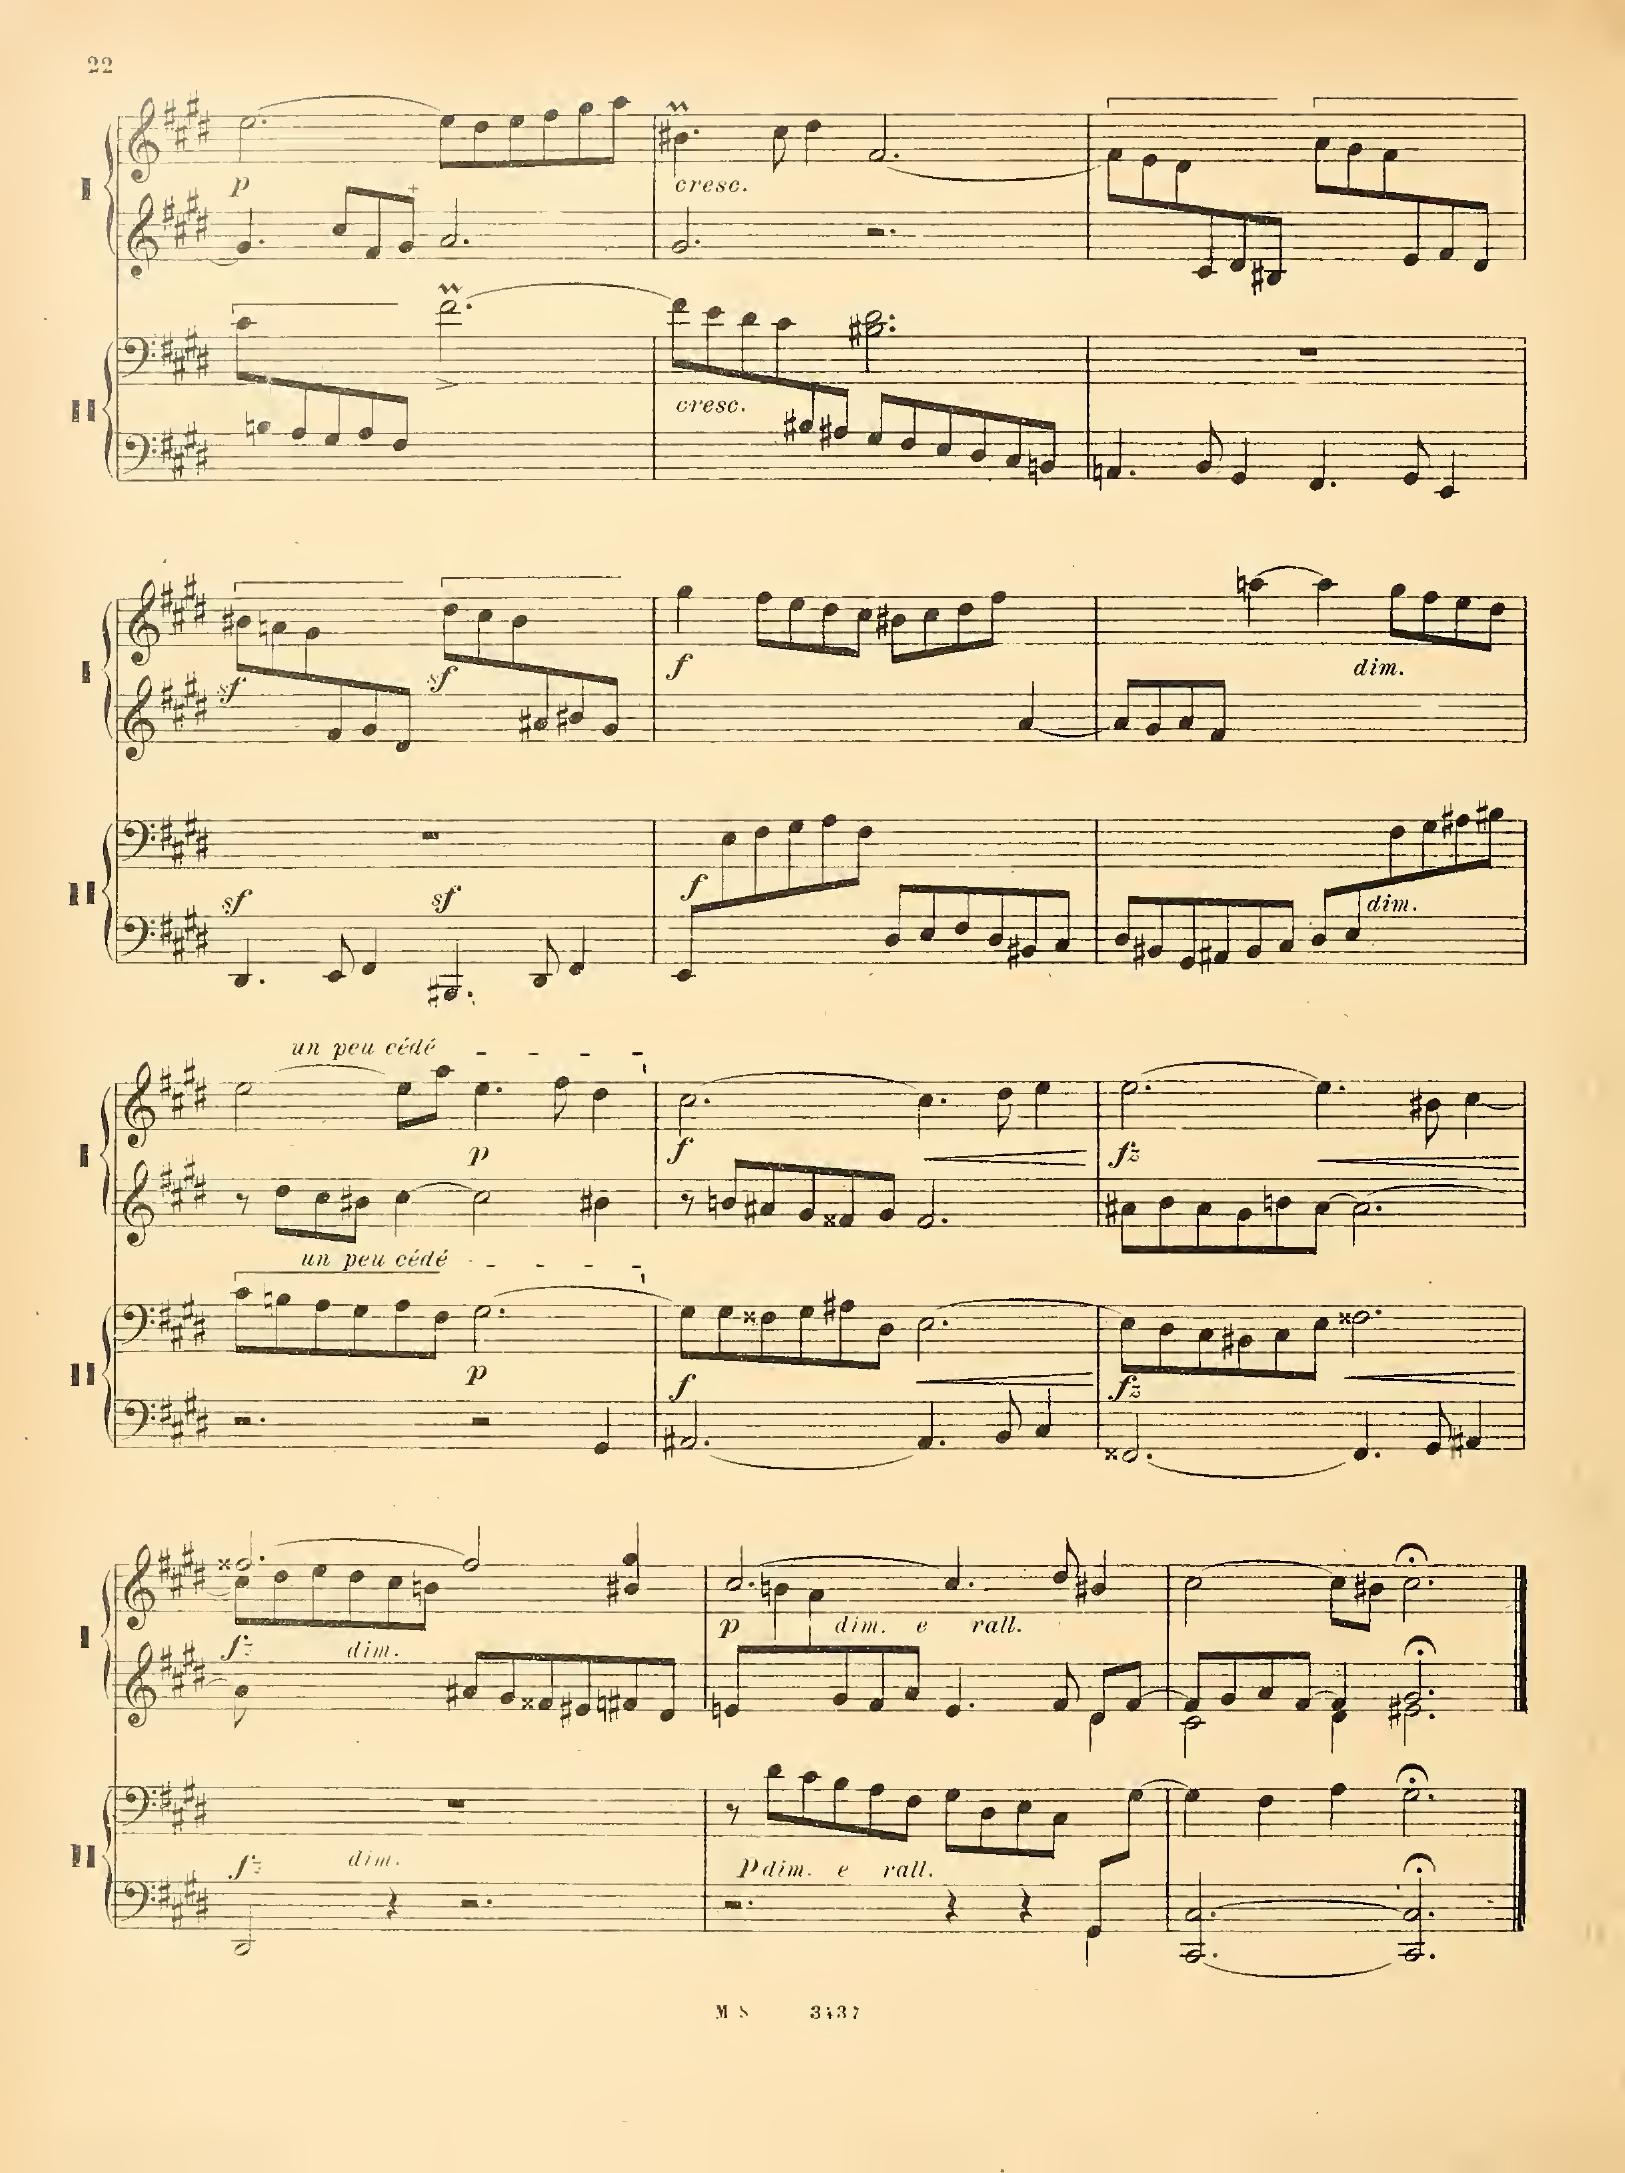 22
I
p
cresc.
II
cresc.
I
sf sf f dim.
II
sf sf f dim.
un peu cédé
I
p f fz
un peu cédé
II
p f fz
I
fz dim. p dim. e rall.
II
fz dim. p dim. e rall.
M S 3437